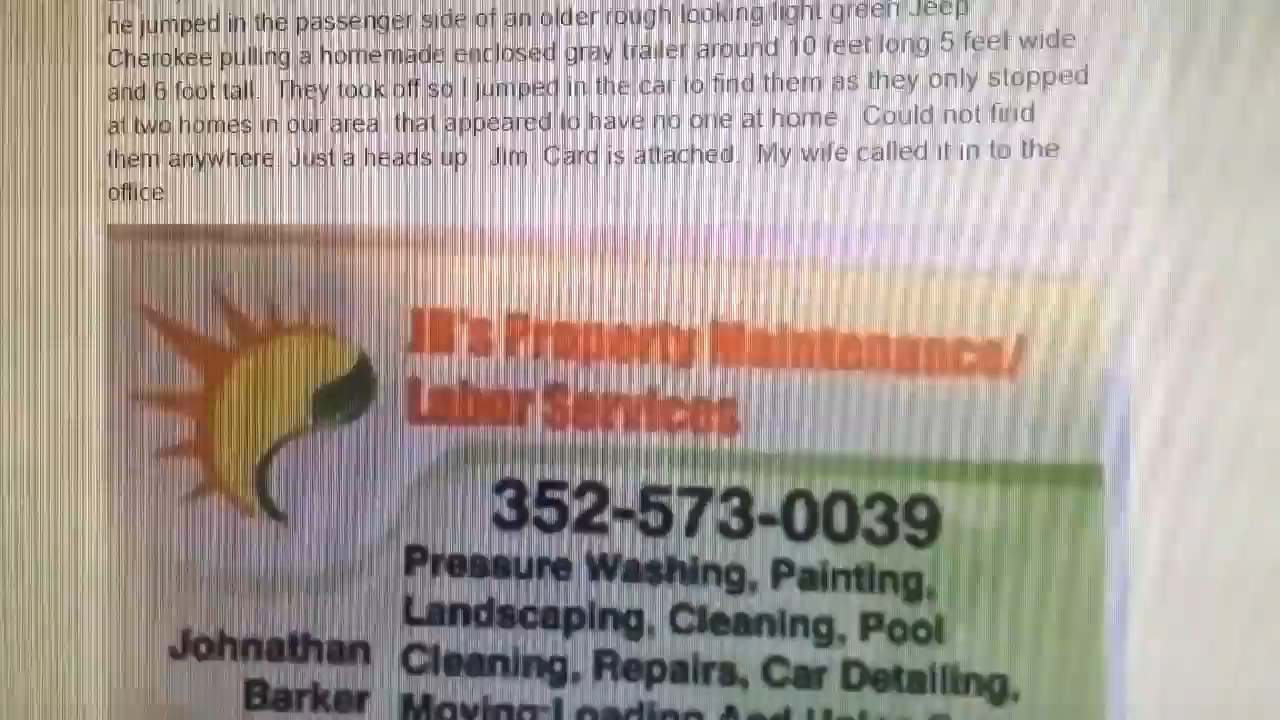 he jumped in the passenger side of an older rough looking light green Jeep
Cherokee pulling a homemade enclosed gray trailer around 10 feet long 5 feet wide
and 6 foot tall. They took off so I jumped in the car to find them as they only stopped
at two homes in our area that appeared to have no one at home Could not find
them anywhere. Just a heads up Jim Card is attached. My wife called it in to the
office
JB's Property Maintenance/
Labor Services
352-573-0039
Pressure Washing, Painting,
Landscaping, Cleaning, Pool
Cleaning, Repairs, Car Detailing,
Moving-Loading And
Johnathan
Barker